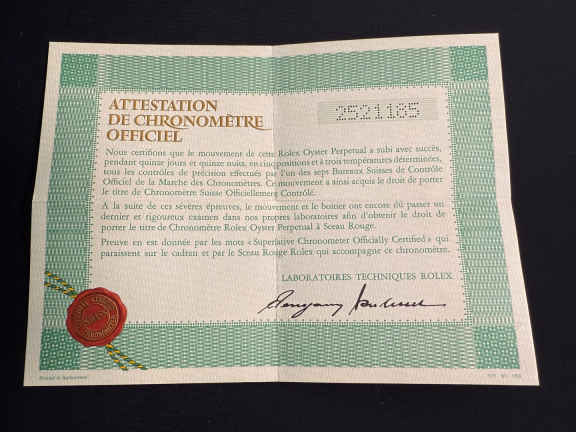 ATTESTATION
DE CHRONOMÈTRE
OFFICIEL
2521185
Nous certifions que le mouvement de cette Rolex Oyster Perpetual a subi avec succès,
pendant quinze jours et quinze nuits, en cinq positions et à trois températures déterminées,
tous les contrôles de précision effectués par l'un des sept Bureaux Suisses de Contrôle
Officiel de la Marche des Chronomètres. Ce mouvement a ainsi acquis le droit de porter
le titre de Chronomètre Suisse Officiellement Contrôlé.
A la suite de ces sévères épreuves, le mouvement et le boîtier ont encore dû passer un
dernier et rigoureux examen dans nos propres laboratoires afin d'obtenir le droit de
porter le titre de Chronomètre Rolex Oyster Perpetual à Sceau Rouge.
Preuve en est donnée par les mots «Superlative Chronometer Officially Certified» qui
paraissent sur le cadran et par le Sceau Rouge Rolex qui accompagne ce chronomètre.
LABORATOIRES TECHNIQUES ROLEX
Printed in Switzerland